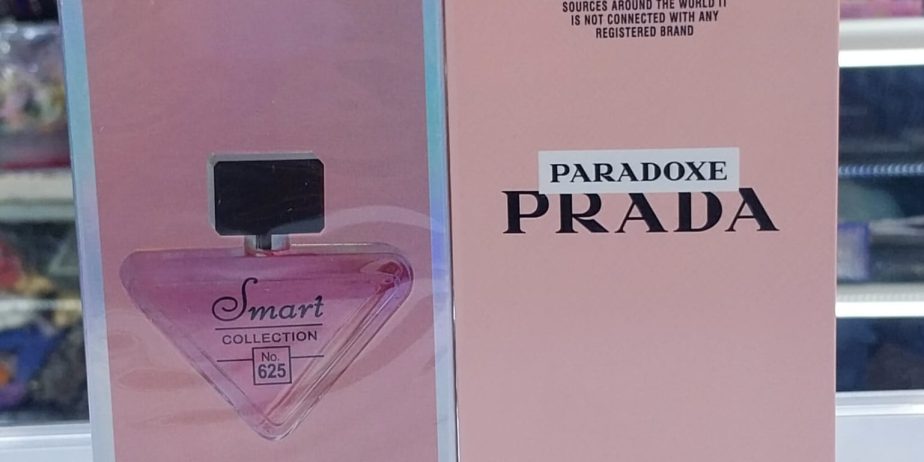 SOURCES AROUND THE WORLD IT
IS NOT CONNECTED WITH ANY
REGISTERED BRAND
PARADOXE
PRADA
Smart
COLLECTION
No.
625